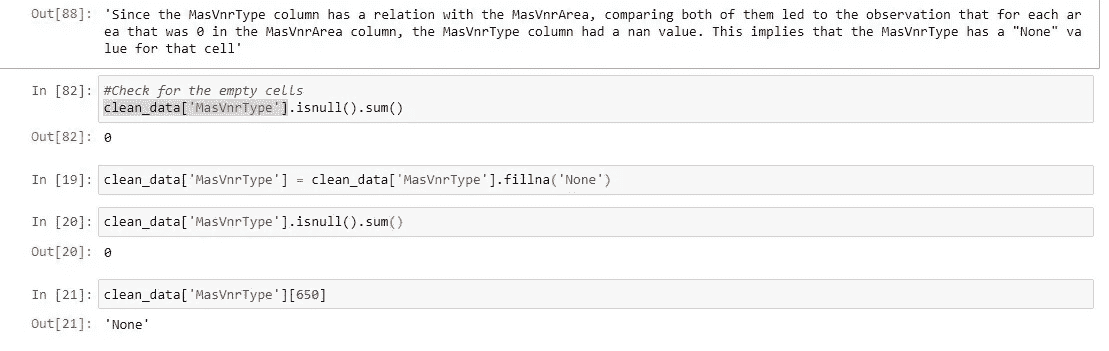 Out[88]: 'Since the MasVnrType column has a relation with the MasVnrArea, comparing both of them led to the observation that for each ar
ea that was 0 in the MasVnrArea column, the MasVnrType column had a nan value. This implies that the MasVnrType has a "None" va
lue for that cell'
In [82]: #Check for the empty cells
clean_data['MasVnrType'].isnull().sum()
Out[82]: 0
In [19]: clean_data['MasVnrType'] = clean_data['MasVnrType'].fillna('None')
In [20]: clean_data['MasVnrType'].isnull().sum()
Out[20]: 0
In [21]: clean_data['MasVnrType'][650]
Out[21]: 'None'